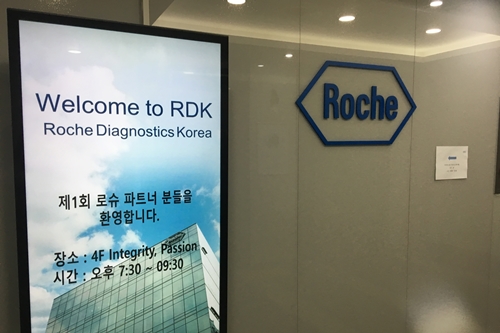 Welcome to RDK
Roche Diagnostics Korea
제1회 로슈 파트너 분들을
환영합니다.
장소 : 4F Integrity, Passion
시간 : 오후 7:30 ~ 09:30
Roche